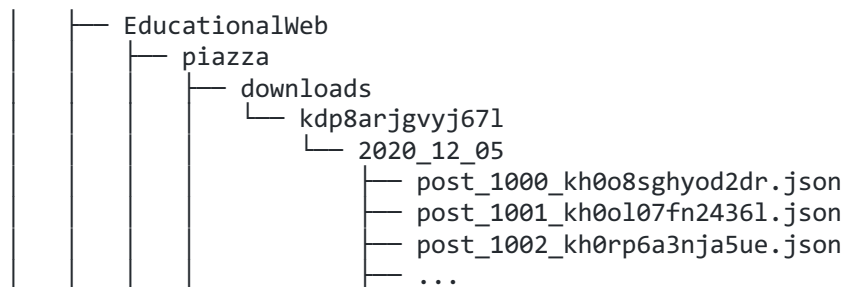 │   ├── EducationalWeb
│   │   ├── piazza
│   │   │   ├── downloads
│   │   │   │   └── kdp8arjgvyj67l
│   │   │   │       └── 2020_12_05
│   │   │   │           ├── post_1000_kh0o8sghyod2dr.json
│   │   │   │           ├── post_1001_kh0ol07fn2436l.json
│   │   │   │           ├── post_1002_kh0rp6a3nja5ue.json
│   │   │   │           ├── ...